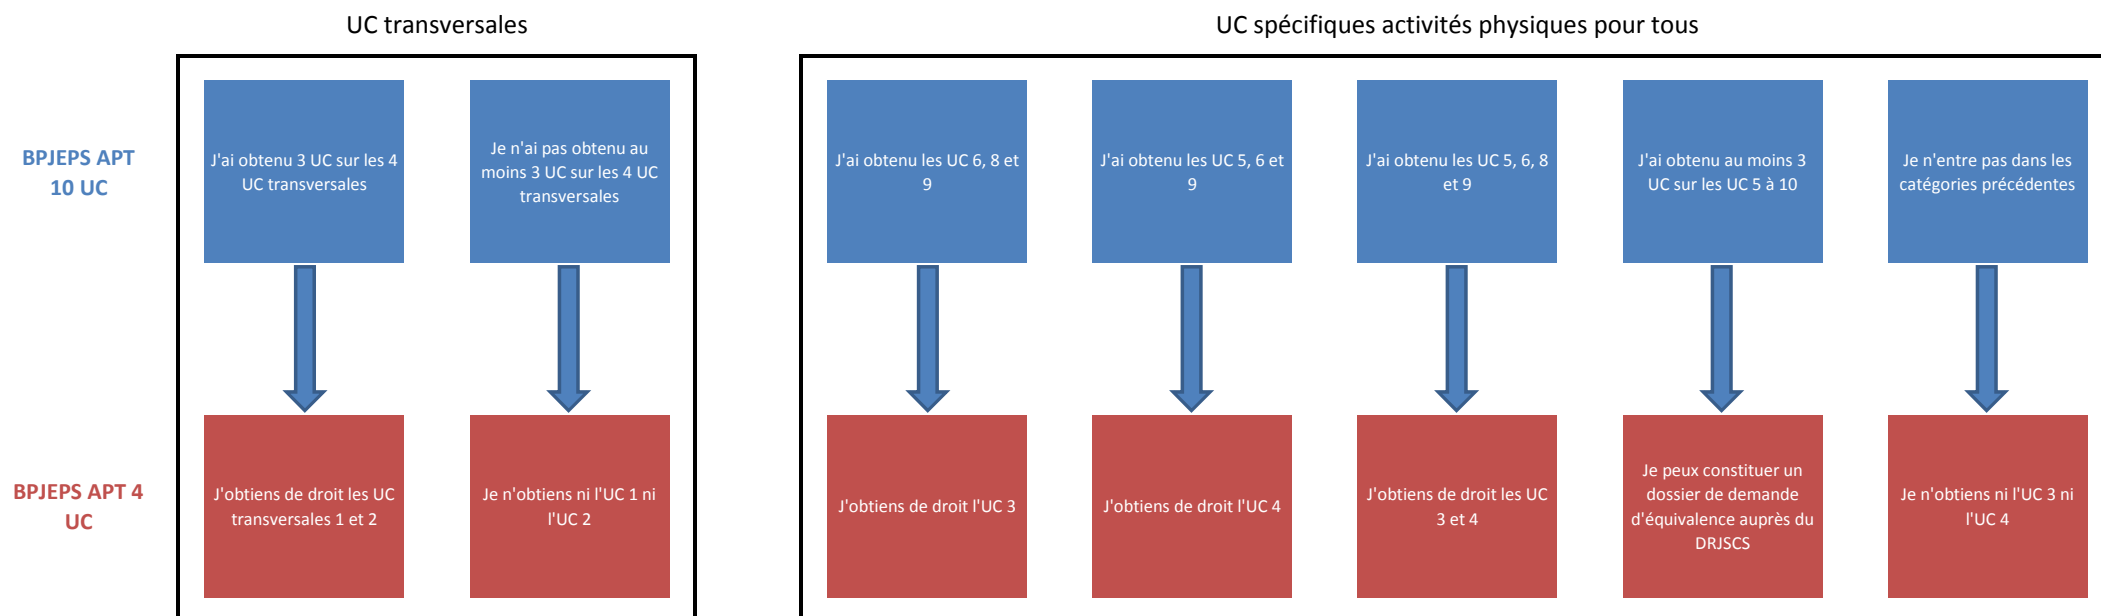 UC transversales
UC spécifiques activités physiques pour tous
BPJEPS APT
10 UC
J'ai obtenu 3 UC sur les 4
UC transversales
Je n'ai pas obtenu au
moins 3 UC sur les 4 UC
transversales
J'ai obtenu les UC 6, 8 et
9
J'ai obtenu les UC 5, 6 et
9
J'ai obtenu les UC 5, 6, 8
et 9
J'ai obtenu au moins 3
UC sur les UC 5 à 10
Je n'entre pas dans les
catégories précédentes
BPJEPS APT 4
UC
J'obtiens de droit les UC
transversales 1 et 2
Je n'obtiens ni l'UC 1 ni
l'UC 2
J'obtiens de droit l'UC 3
J'obtiens de droit l'UC 4
J'obtiens de droit les UC
3 et 4
Je peux constituer un
dossier de demande
d'équivalence auprès du
DRJSCS
Je n'obtiens ni l'UC 3 ni
l'UC 4